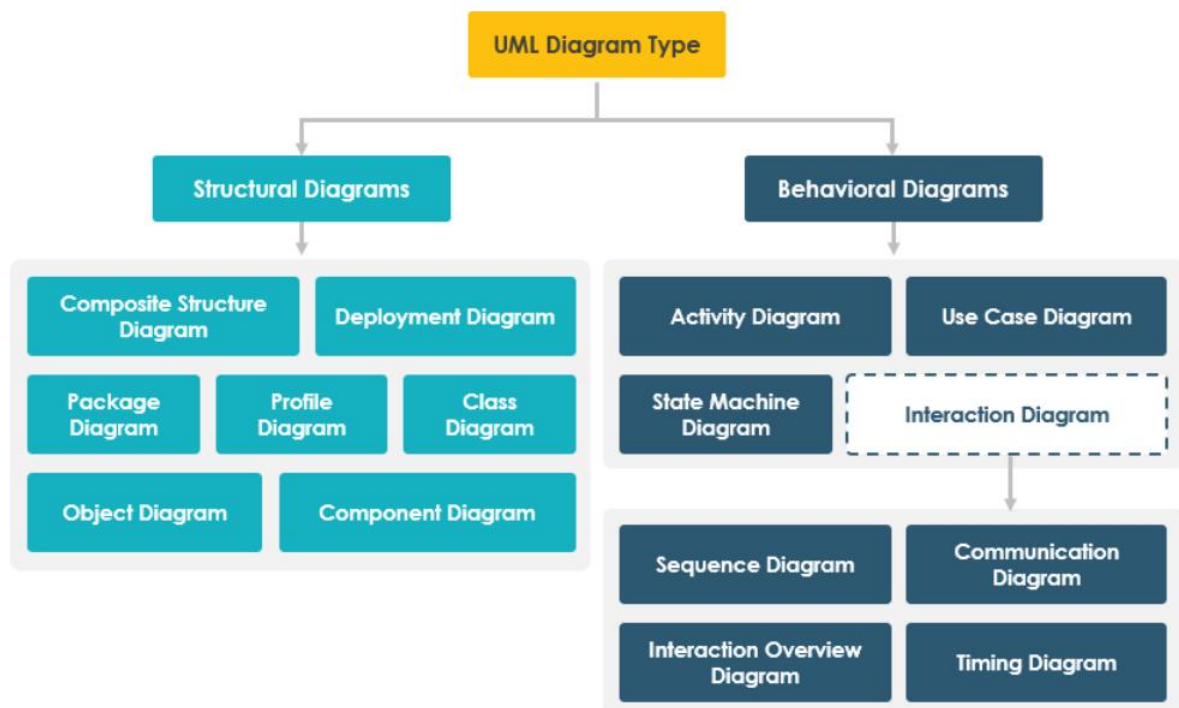 UML Diagram Type
Structural Diagrams
Behavioral Diagrams
Composite Structure
Diagram
Deployment Diagram
Package
Diagram
Profile
Diagram
Class
Diagram
Object Diagram
Component Diagram
Activity Diagram
Use Case Diagram
State Machine
Diagram
Interaction Diagram
Sequence Diagram
Communication
Diagram
Interaction Overview
Diagram
Timing Diagram